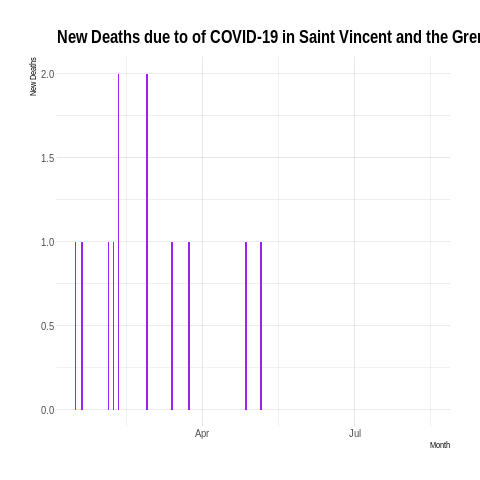 New Deaths due to of COVID-19 in Saint Vincent and the Gren
New Deaths
2.0
1.5
1.0
0.5
0.0
Apr
Jul
Month